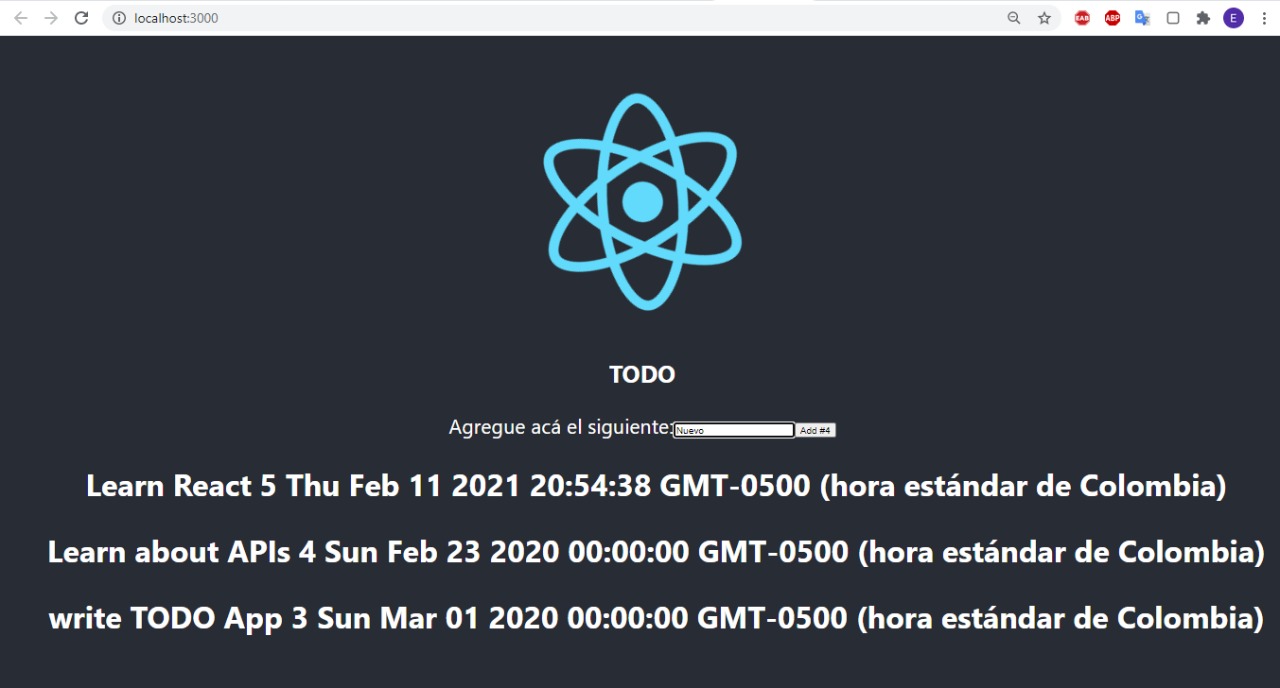 localhost:3000
EAB ABP G E
TODO
Agregue acá el siguiente: Nuevo Add #4
Learn React 5 Thu Feb 11 2021 20:54:38 GMT-0500 (hora estándar de Colombia)
Learn about APIs 4 Sun Feb 23 2020 00:00:00 GMT-0500 (hora estándar de Colombia)
write TODO App 3 Sun Mar 01 2020 00:00:00 GMT-0500 (hora estándar de Colombia)